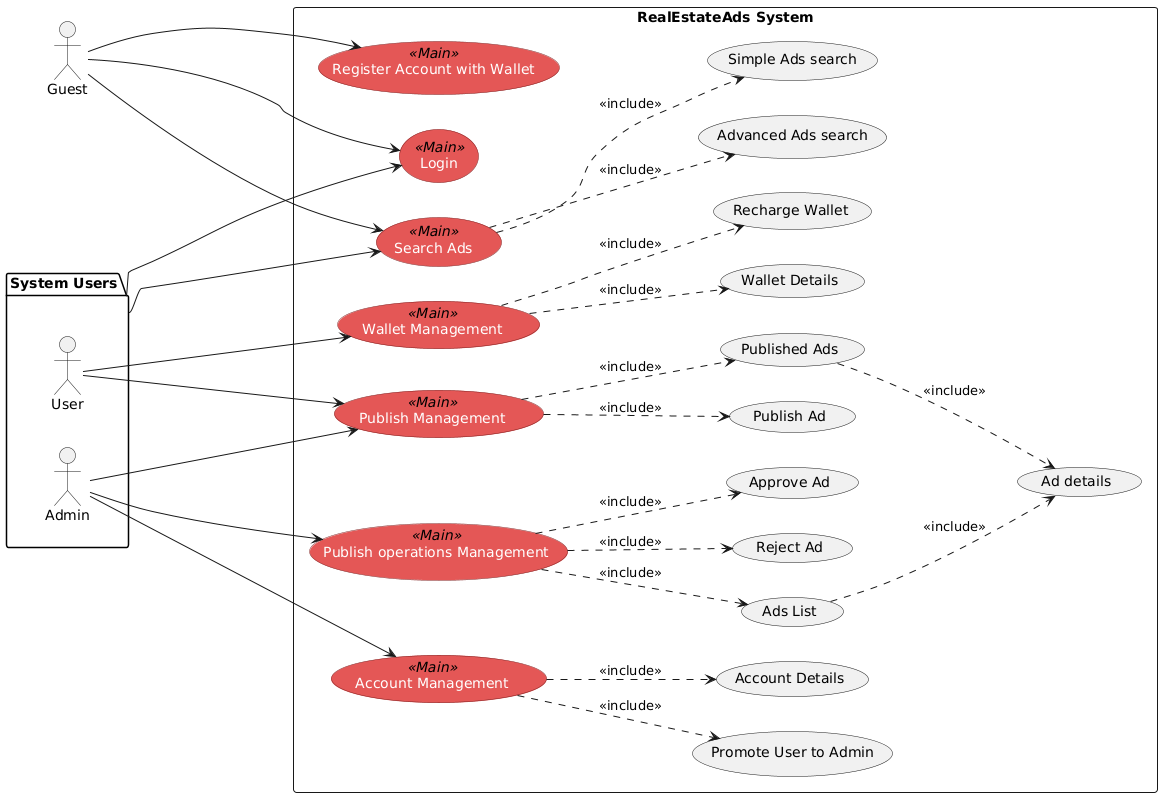 RealEstateAds System
Guest
«Main»
Register Account with Wallet
«Main»
Login
«Main»
Search Ads
System Users
User
Admin
«Main»
Wallet Management
«Main»
Publish Management
«Main»
Publish operations Management
«Main»
Account Management
«include»
«include»
«include»
«include»
«include»
«include»
«include»
«include»
«include»
«include»
«include»
Simple Ads search
Advanced Ads search
Recharge Wallet
Wallet Details
Published Ads
Publish Ad
Approve Ad
Reject Ad
Ads List
Account Details
Promote User to Admin
«include»
«include»
Ad details